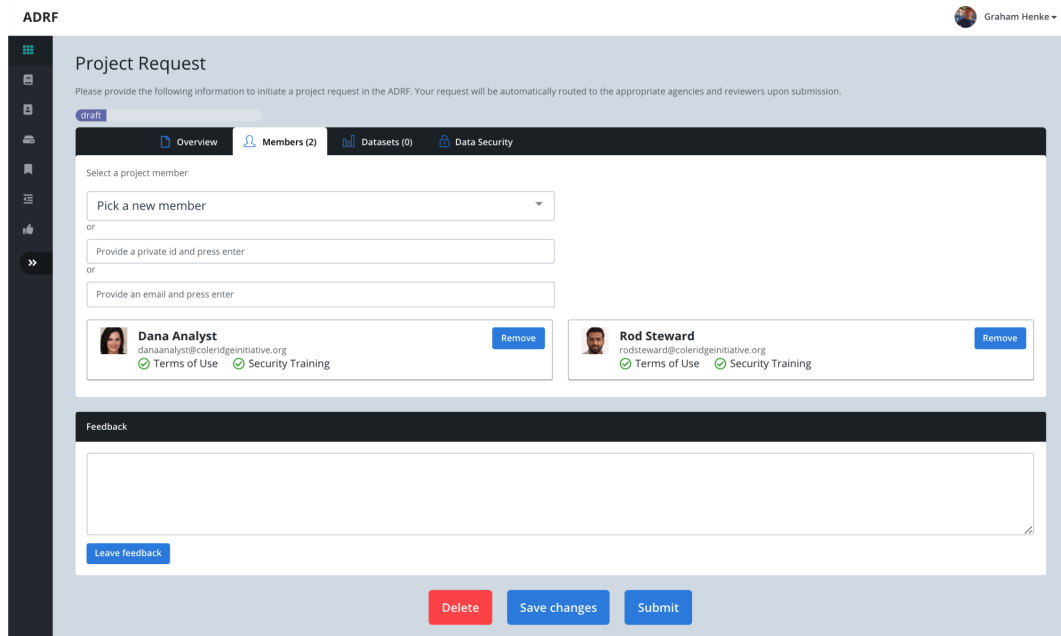 ADRF
Graham Henke
Project Request
Please provide the following information to initiate a project request in the ADRF. Your request will be automatically routed to the appropriate agencies and reviewers upon submission.
draft
Overview Members (2) Datasets (0) Data Security
Select a project member
Pick a new member
or
Provide a private id and press enter
or
Provide an email and press enter
Dana Analyst
danaanalyst@coleridgeinitiative.org
Terms of Use Security Training
Remove
Rod Steward
rodsteward@coleridgeinitiative.org
Terms of Use Security Training
Remove
Feedback
Leave feedback
Delete Save changes Submit